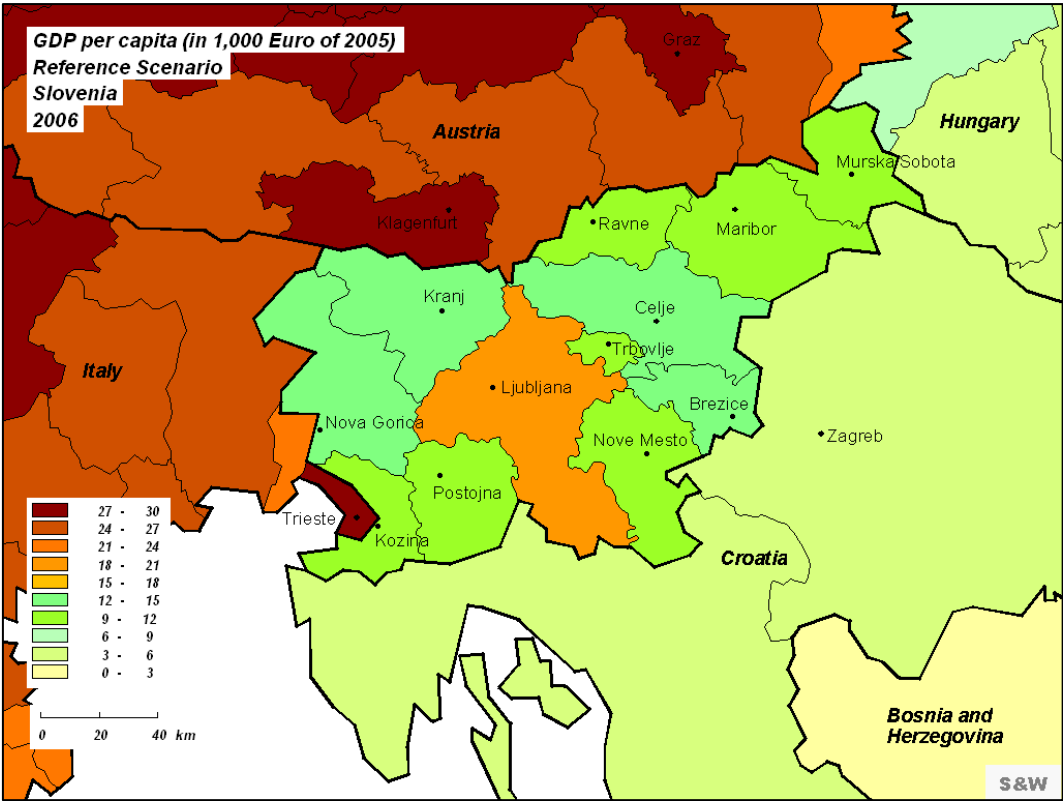 GDP per capita (in 1,000 Euro of 2005)
Reference Scenario
Slovenia
2006
Graz
Austria
Hungary
Murska Sobota
Klagenfurt
Ravne
Maribor
Kranj
Celje
Trbovlje
Italy
Ljubljana
Brezice
Nova Gorica
Nove Mesto
Zagreb
Postojna
Trieste
Kozina
Croatia
27 - 30
24 - 27
21 - 24
18 - 21
15 - 18
12 - 15
9 - 12
6 - 9
3 - 6
0 - 3
0 20 40 km
Bosnia and
Herzegovina
S&W